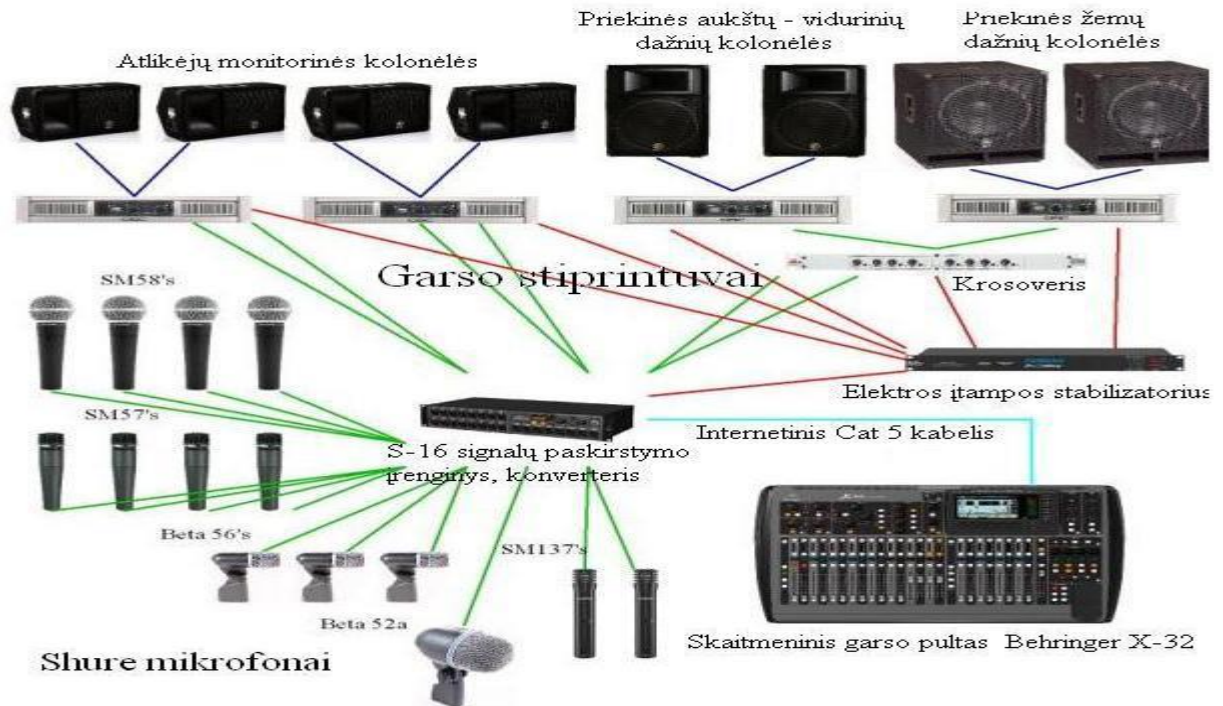 Priekinės aukštų - vidurinių
dažnių kolonėlės
Priekinės žemų
dažnių kolonėlės
Atlikėjų monitorinės kolonėlės
Garso stiprintuvai
Krosoveris
SM58's
Elektros įtampos stabilizatorius
SM57's
Internetinis Cat 5 kabelis
S-16 signalų paskirstymo
įrenginys, konverteris
Beta 56's
SM137's
Beta 52a
Skaitmeninis garso pultas Behringer X-32
Shure mikrofonai